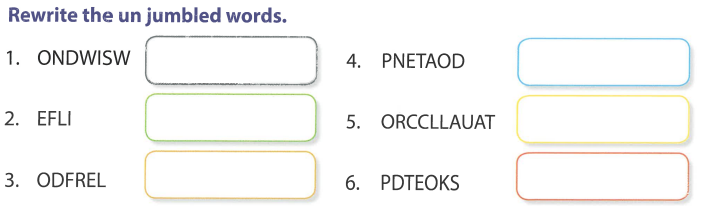 Rewrite the un jumbled words.
1. ONDWISW
2. EFLI
3. ODFREL
4. PNETAOD
5. ORCCLLAUAT
6. PDTEOKS